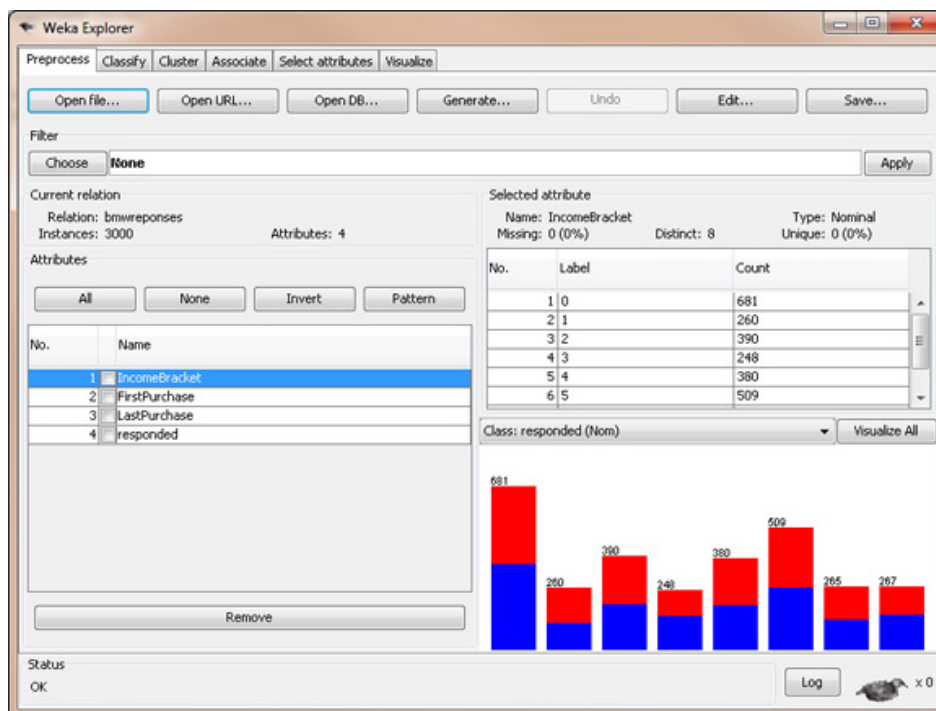 Weka Explorer
Preprocess Classify Cluster Associate Select attributes Visualize
Open file... Open URL... Open DB... Generate... Undo Edit... Save...
Filter
Choose None Apply
Current relation
Relation: bmwreponses
Instances: 3000 Attributes: 4
Attributes
All None Invert Pattern
No. Name
1 IncomeBracket
2 FirstPurchase
3 LastPurchase
4 responded
Remove
Selected attribute
Name: IncomeBracket Type: Nominal
Missing: 0 (0%) Distinct: 8 Unique: 0 (0%)
No. Label Count
1 0 681
2 1 260
3 2 390
4 3 248
5 4 380
6 5 509
Class: responded (Nom) Visualize All
681
260
390
248
380
509
265
267
Status
OK
Log x 0